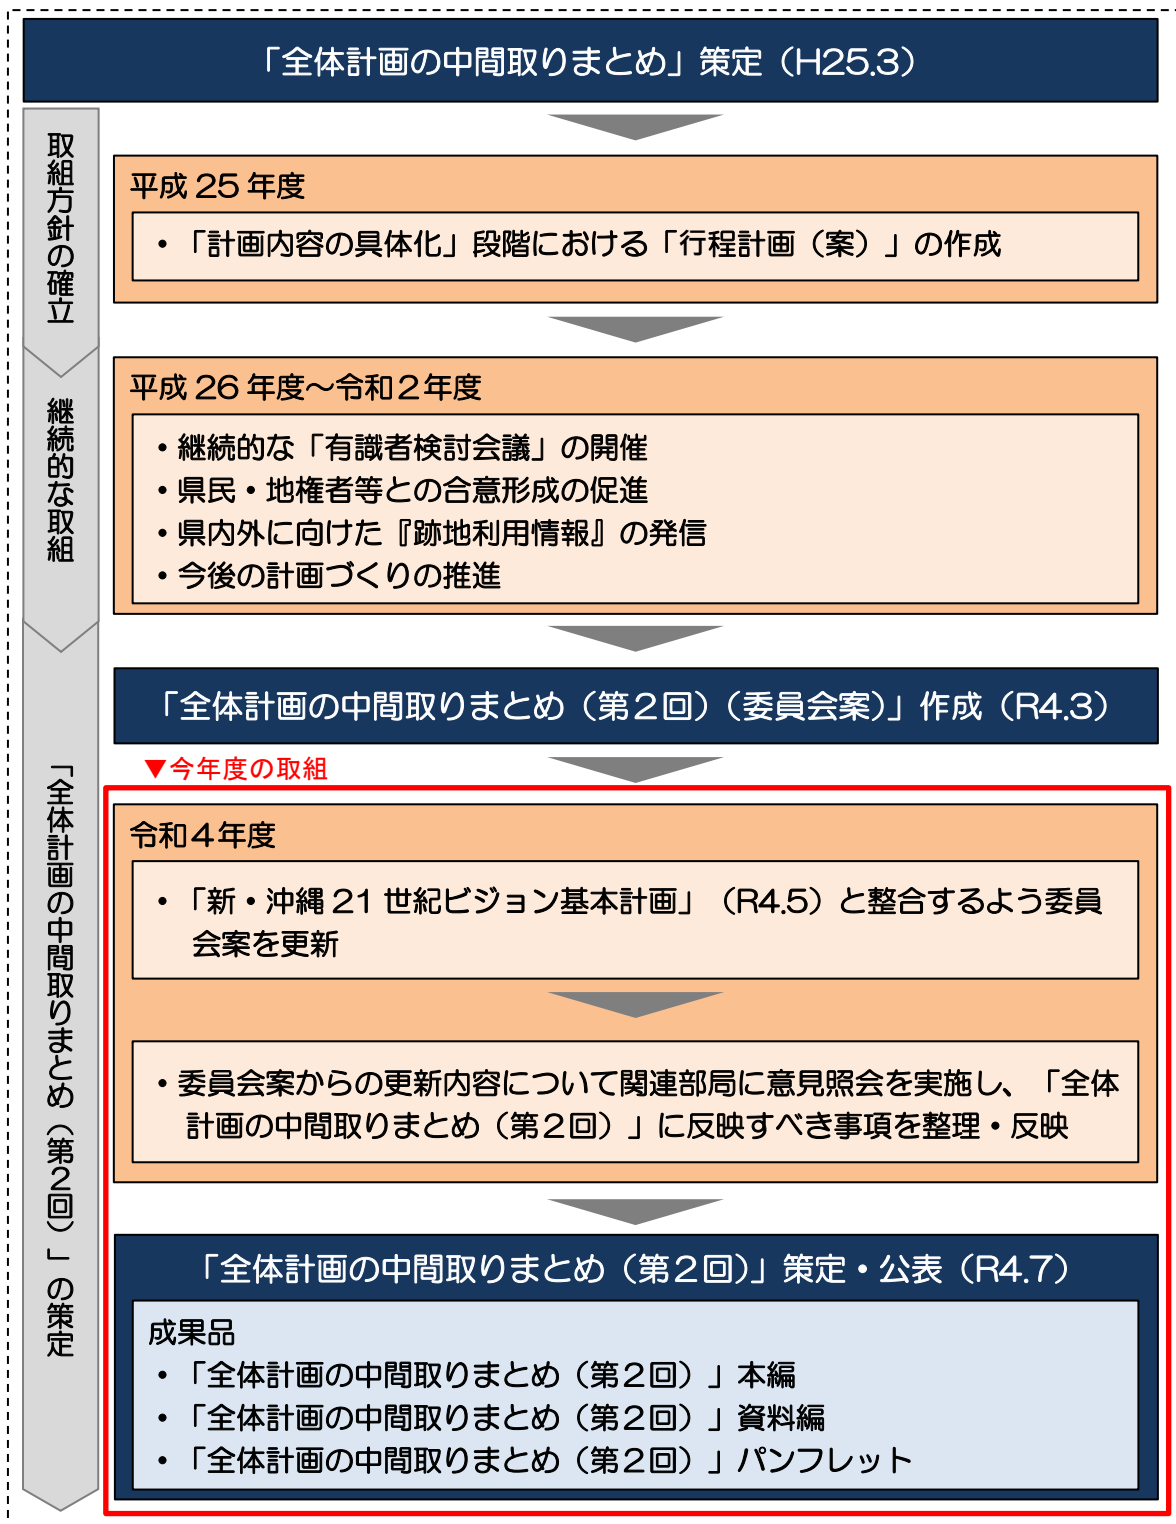 「全体計画の中間取りまとめ」策定（H25.3）
取組方針の確立
平成 25 年度
・「計画内容の具体化」段階における「行程計画（案）」の作成
継続的な取組
平成 26 年度～令和２年度
・継続的な「有識者検討会議」の開催
・県民・地権者等との合意形成の促進
・県内外に向けた『跡地利用情報』の発信
・今後の計画づくりの推進
「全体計画の中間取りまとめ（第２回）」の策定
「全体計画の中間取りまとめ（第２回）（委員会案）」作成（R4.3）
▼今年度の取組
令和４年度
・「新・沖縄 21 世紀ビジョン基本計画」（R4.5）と整合するよう委員
会案を更新
・委員会案からの更新内容について関連部局に意見照会を実施し、「全体
計画の中間取りまとめ（第２回）」に反映すべき事項を整理・反映
「全体計画の中間取りまとめ（第２回）」策定・公表（R4.7）
成果品
・「全体計画の中間取りまとめ（第２回）」本編
・「全体計画の中間取りまとめ（第２回）」資料編
・「全体計画の中間取りまとめ（第２回）」パンフレット